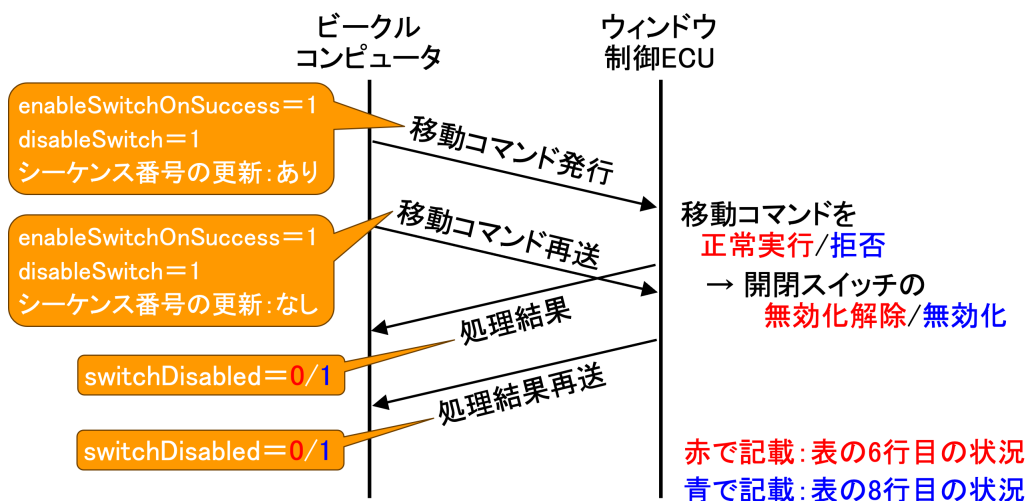 ビークル
コンピュータ
ウィンドウ
制御ECU
enableSwitchOnSuccess＝1
disableSwitch＝1
シーケンス番号の更新：あり
移動コマンド発行
enableSwitchOnSuccess＝1
disableSwitch＝1
シーケンス番号の更新：なし
移動コマンド再送
移動コマンドを
正常実行/拒否
→ 開閉スイッチの
無効化解除/無効化
処理結果
switchDisabled＝0/1
処理結果再送
switchDisabled＝0/1
赤で記載：表の6行目の状況
青で記載：表の8行目の状況